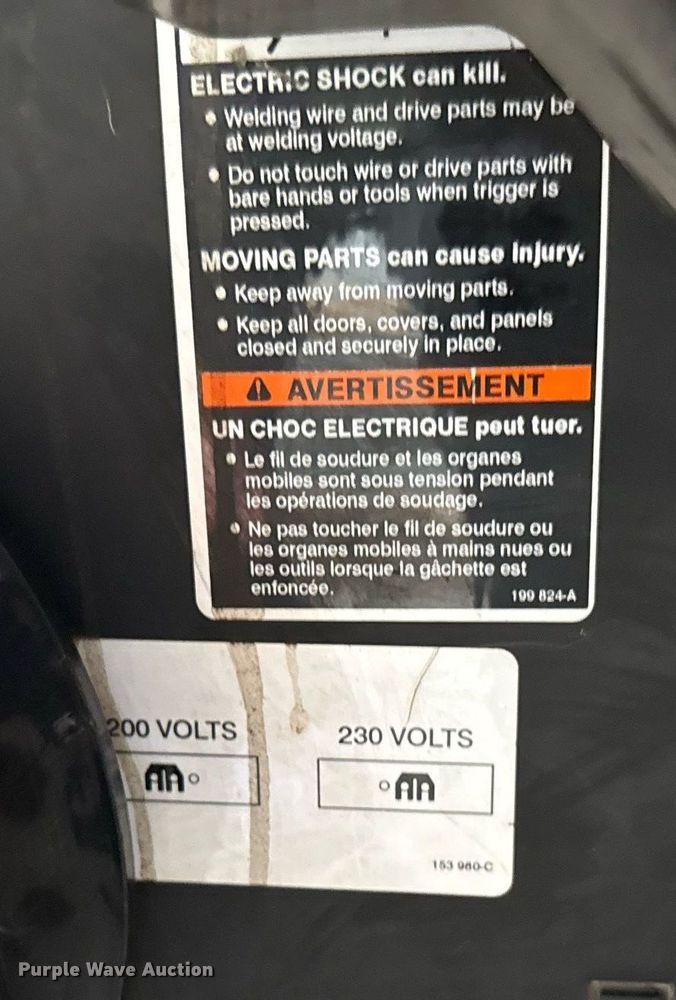 ELECTRIC SHOCK can kill.
• Welding wire and drive parts may be
at welding voltage.
• Do not touch wire or drive parts with
bare hands or tools when trigger is
pressed.
MOVING PARTS can cause injury.
• Keep away from moving parts.
• Keep all doors, covers, and panels
closed and securely in place.
AVERTISSEMENT
UN CHOC ELECTRIQUE peut tuer.
• Le fil de soudure et les organes
mobiles sont sous tension pendant
les opérations de soudage.
• Ne pas toucher le fil de soudure ou
les organes mobiles à mains nues ou
les outils lorsque la gâchette est
enfoncée.
199 824-A
200 VOLTS
230 VOLTS
153 980-C
Purple Wave Auction